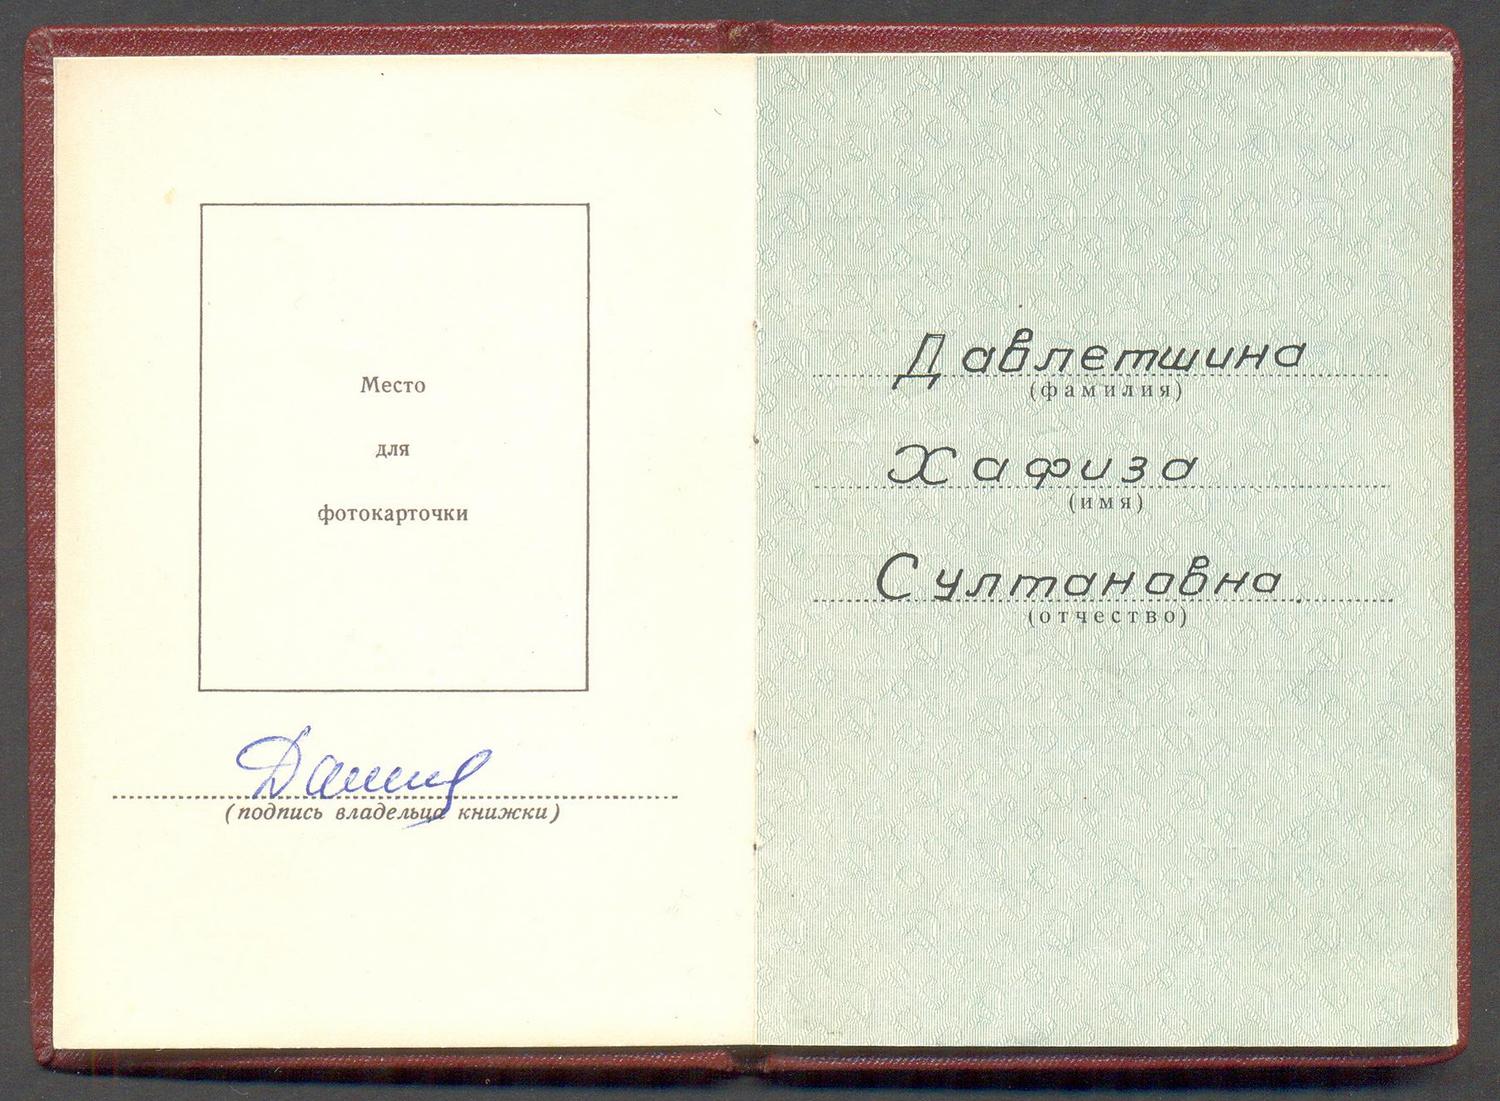 Место
для
фотокарточки
(подпись владельца книжки)
Давлетшина
(фамилия)
Хафиза
(имя)
Султановна
(отчество)